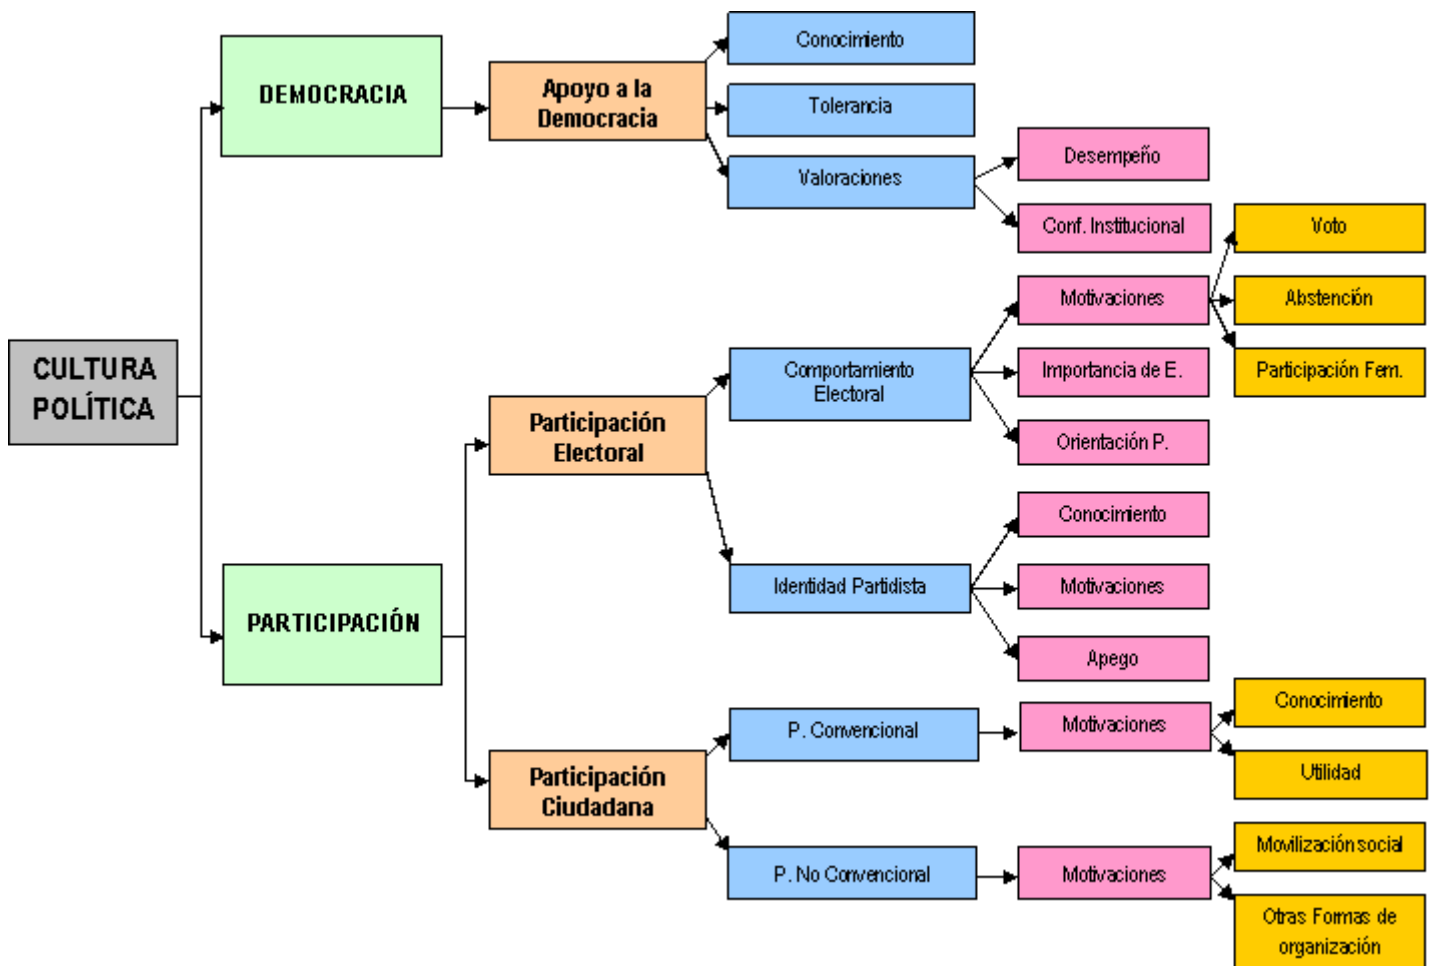 CULTURA
POLÍTICA
DEMOCRACIA
Apoyo a la
Democracia
Conocimiento
Tolerancia
Valoraciones
Desempeño
Conf. Institucional
PARTICIPACIÓN
Participación
Electoral
Comportamiento
Electoral
Motivaciones
Voto
Abstención
Participación Fem.
Importancia de E.
Orientación P.
Identidad Partidista
Conocimiento
Motivaciones
Apego
Participación
Ciudadana
P. Convencional
Motivaciones
Conocimiento
Utilidad
P. No Convencional
Motivaciones
Movilización social
Otras Formas de
organización